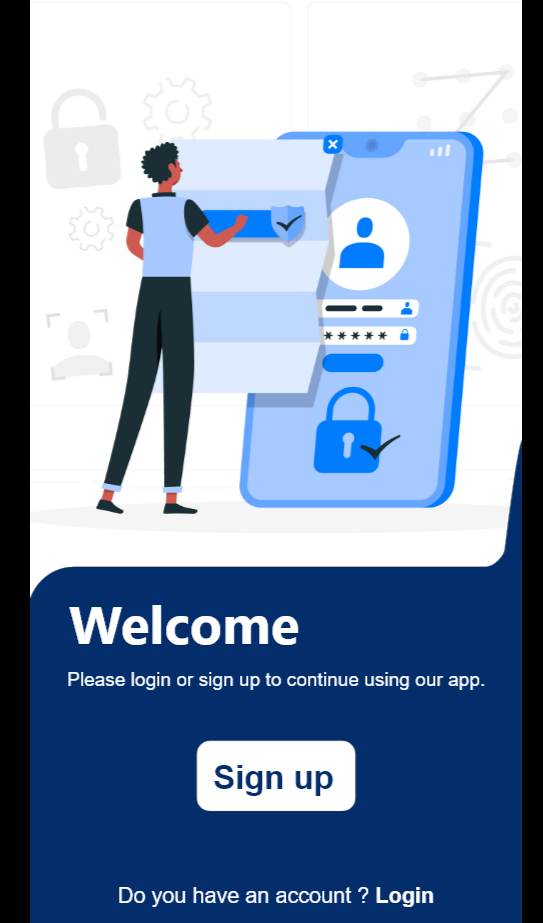 Welcome
Please login or sign up to continue using our app.
Sign up
Do you have an account ? Login